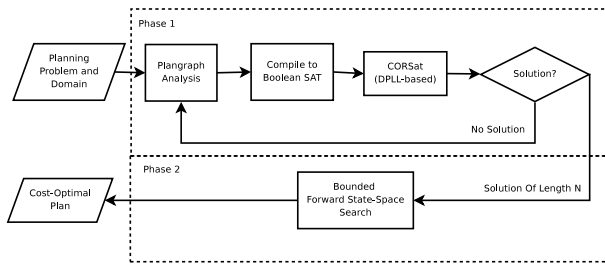 Phase 1
Planning
Problem and
Domain
Plangraph
Analysis
Compile to
Boolean SAT
CORSat
(DPLL-based)
Solution?
No Solution
Phase 2
Cost-Optimal
Plan
Bounded
Forward State-Space
Search
Solution Of Length N